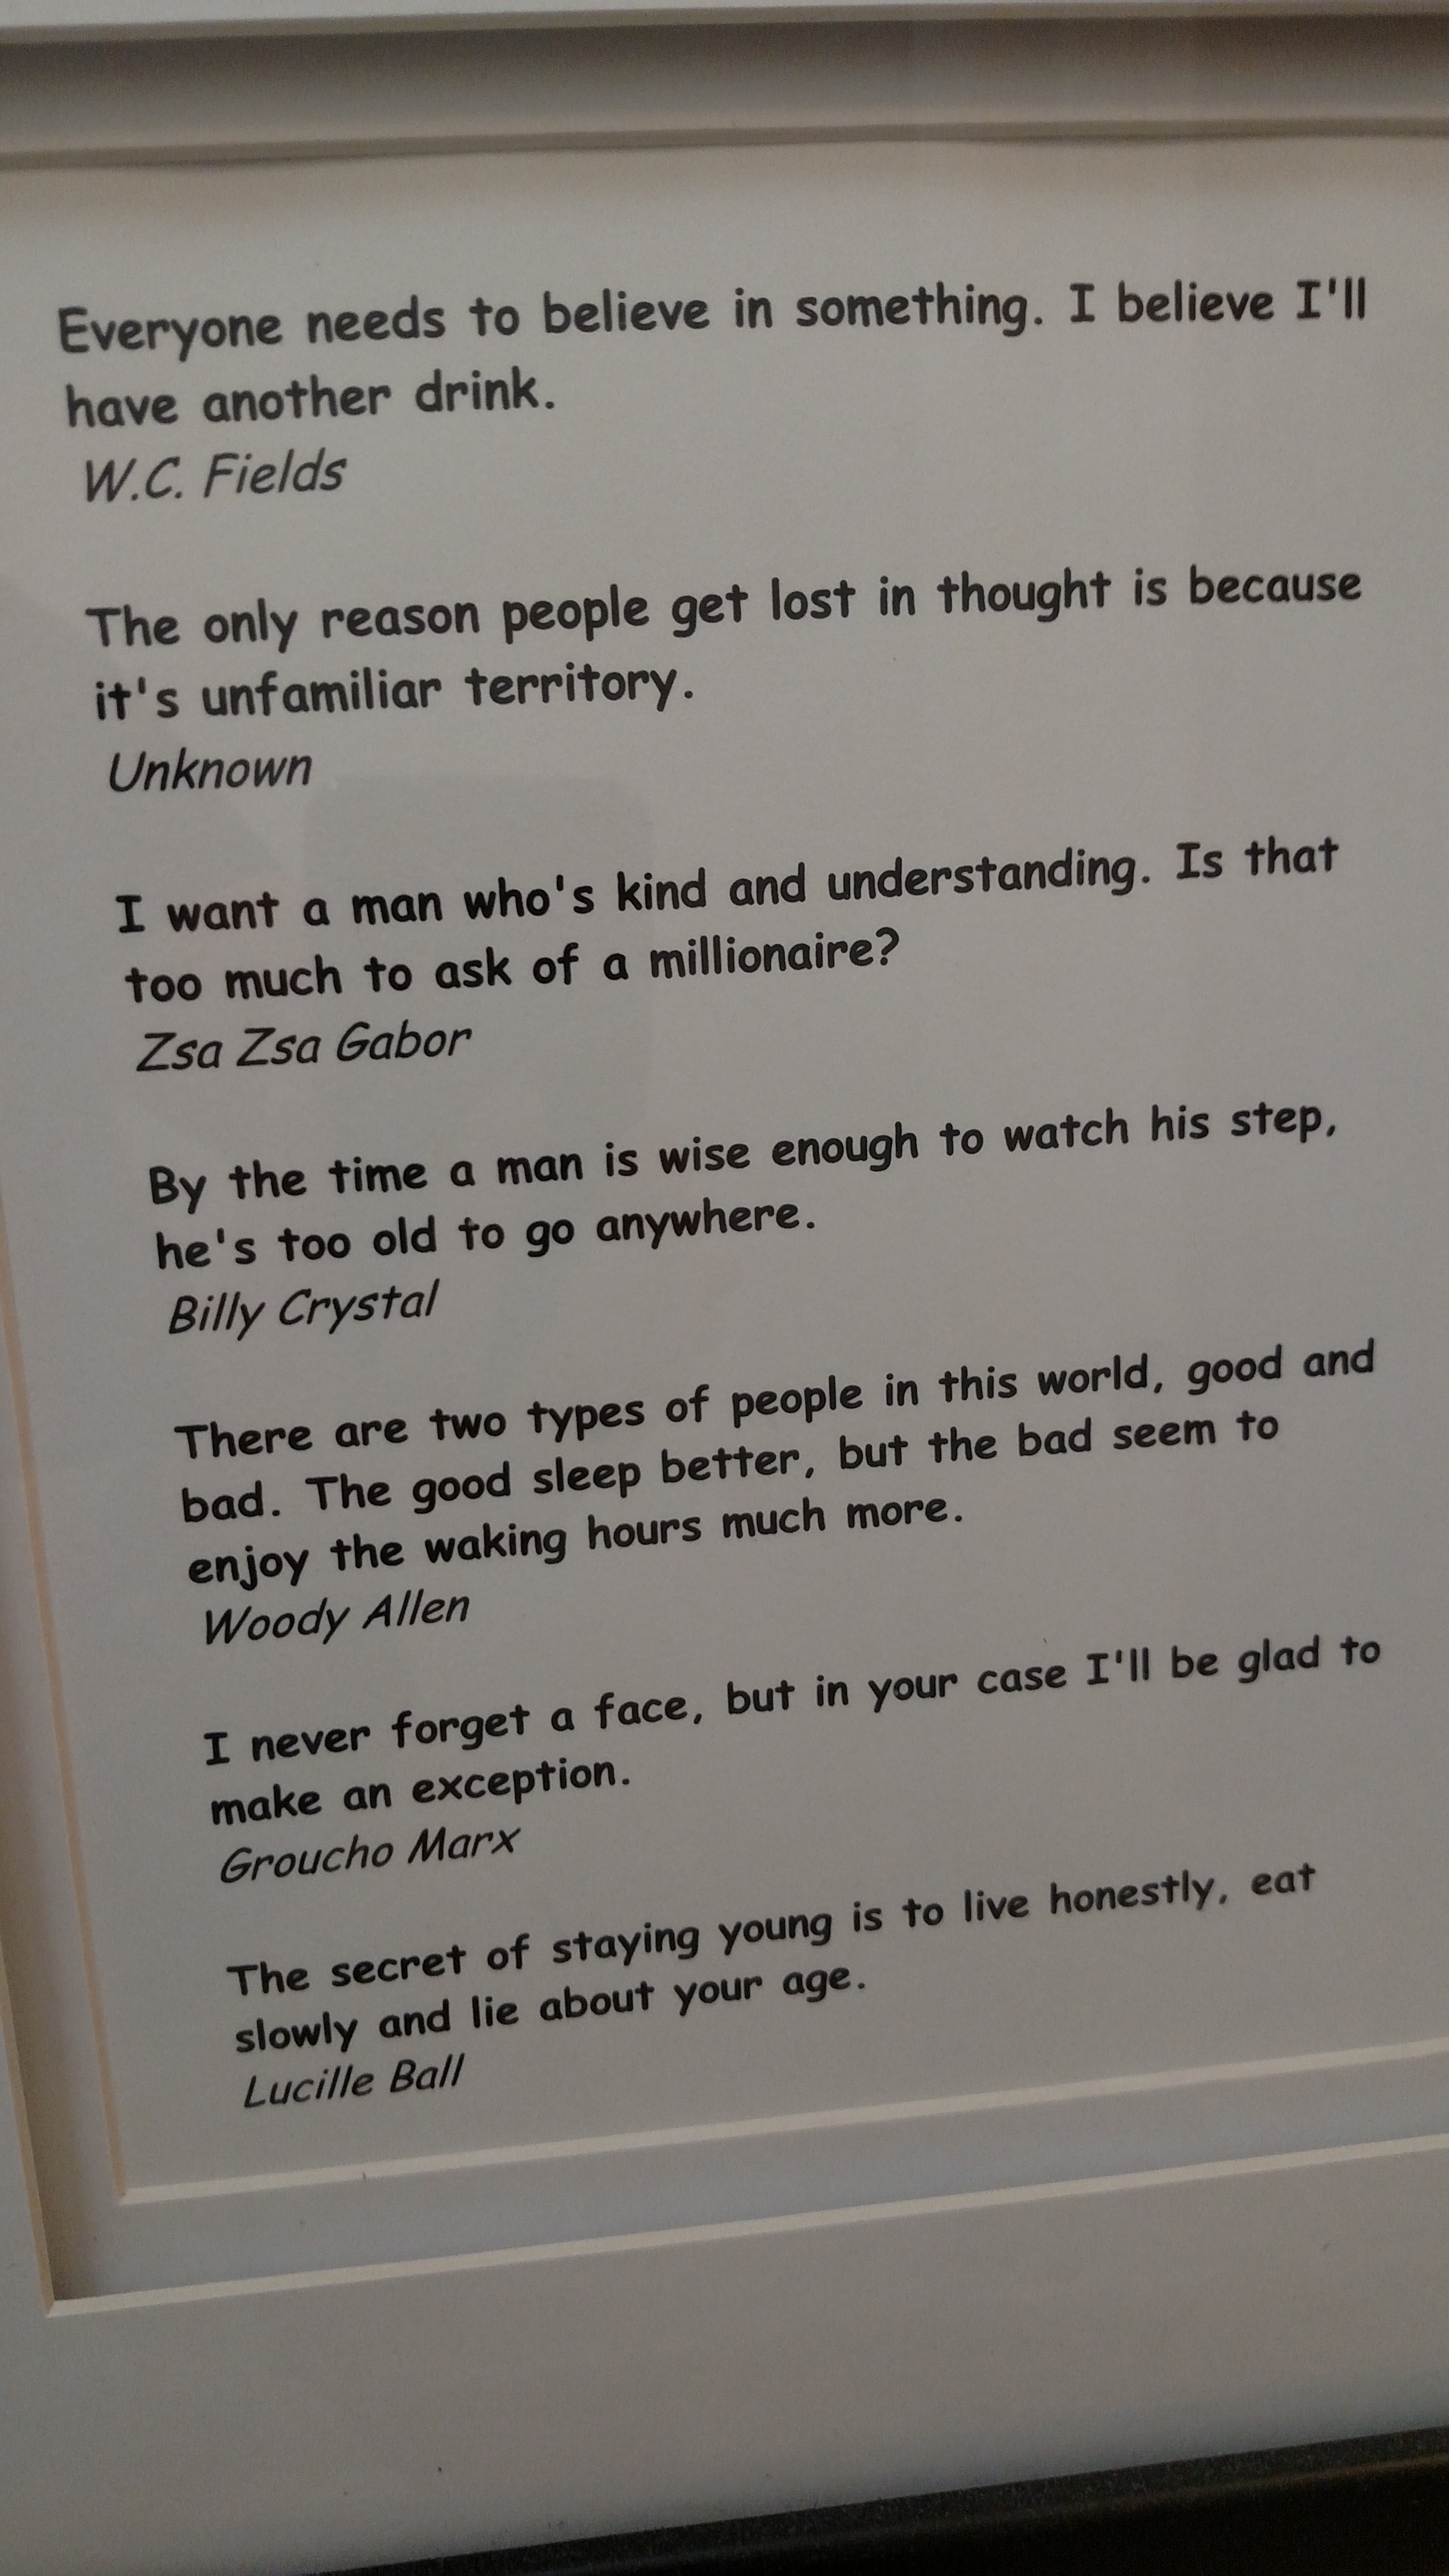 Everyone needs to believe in something. I believe I'll
have another drink.
W.C. Fields
The only reason people get lost in thought is because
it's unfamiliar territory.
Unknown
I want a man who's kind and understanding. Is that
too much to ask of a millionaire?
Zsa Zsa Gabor
By the time a man is wise enough to watch his step,
he's too old to go anywhere.
Billy Crystal
There are two types of people in this world, good and
bad. The good sleep better, but the bad seem to
enjoy the waking hours much more.
Woody Allen
I never forget a face, but in your case I'll be glad to
make an exception.
Groucho Marx
The secret of staying young is to live honestly, eat
slowly and lie about your age.
Lucille Ball